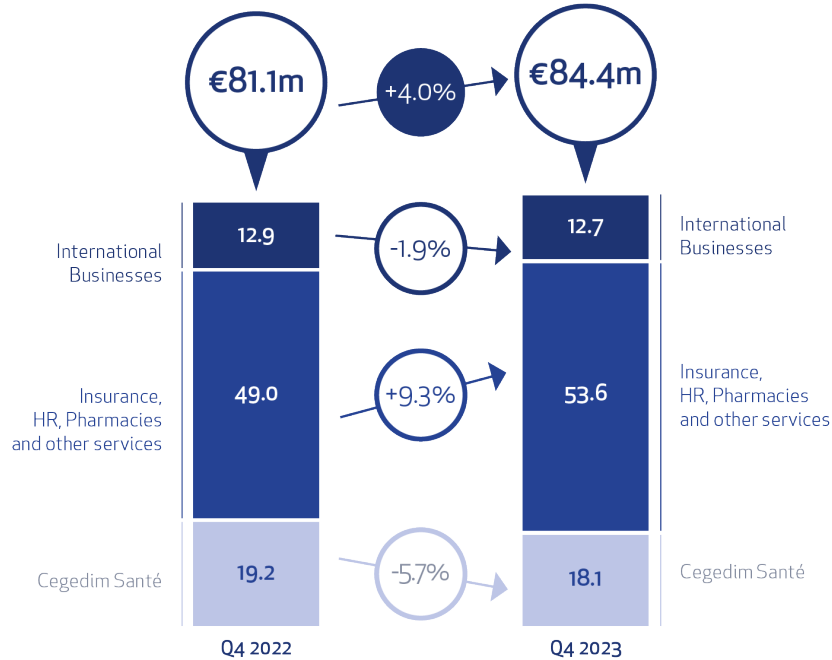 €81.1m
+4.0%
€84.4m
International
Businesses
12.9
-1.9%
12.7
International
Businesses
Insurance,
HR, Pharmacies
and other services
49.0
+9.3%
53.6
Insurance,
HR, Pharmacies
and other services
Cegedim Santé
19.2
-5.7%
18.1
Cegedim Santé
Q4 2022
Q4 2023